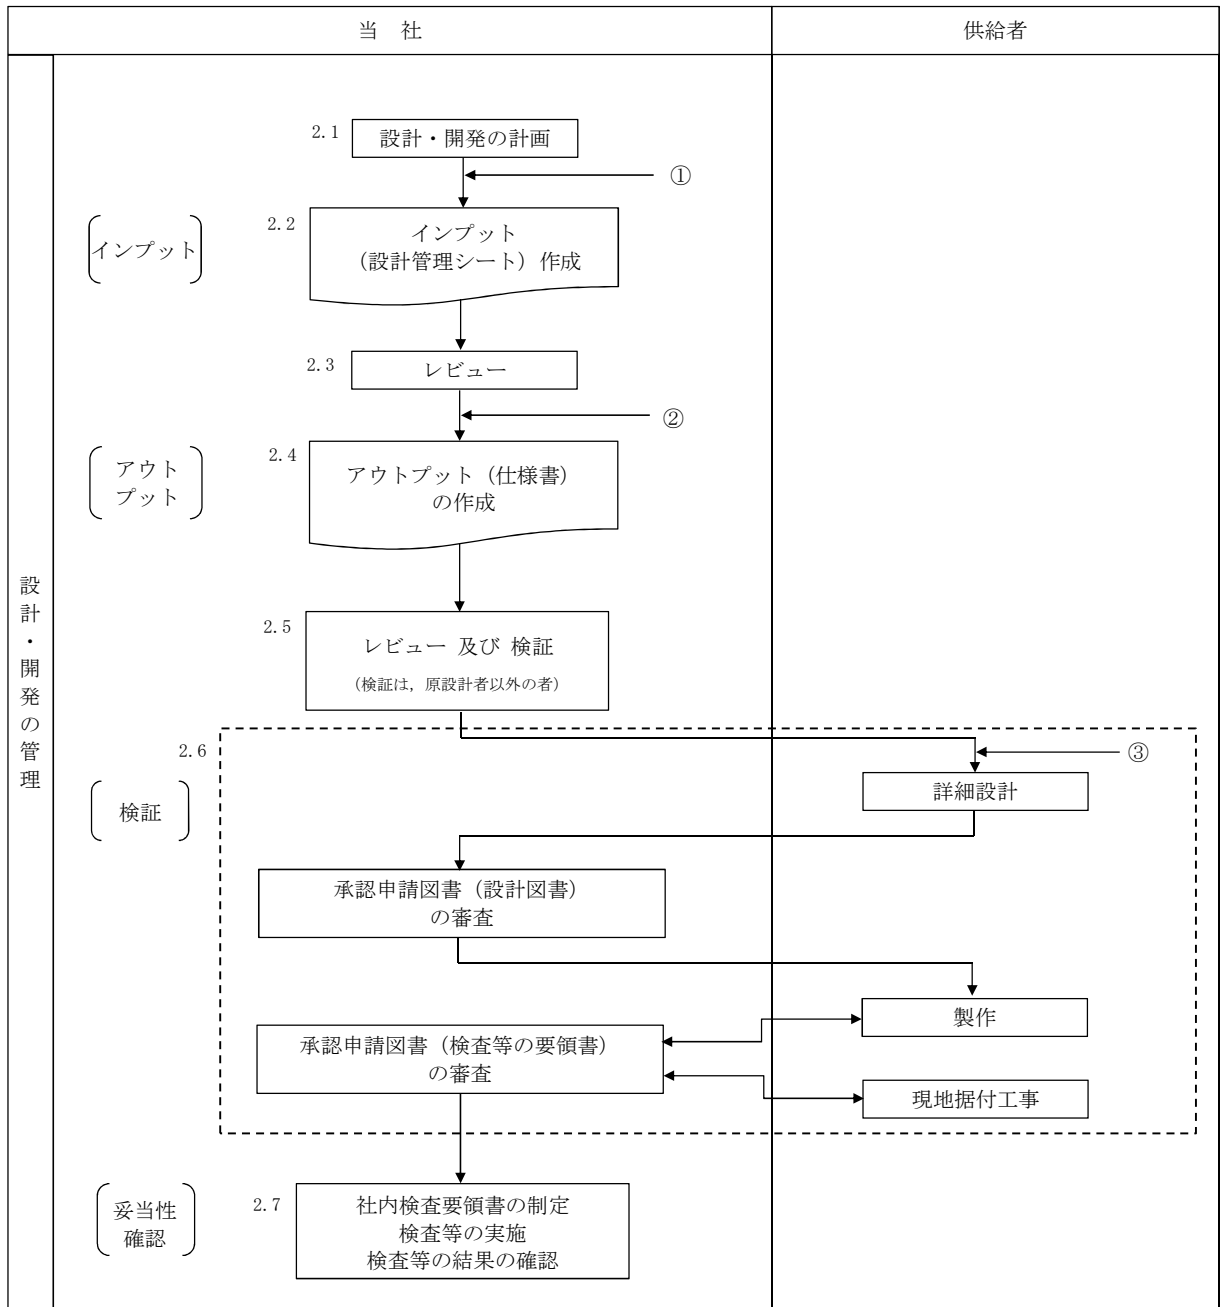 当 社
供給者
設計・開発の管理
2.1
設計・開発の計画
①
インプット
2.2
インプット
（設計管理シート）作成
2.3
レビュー
②
アウト
プット
2.4
アウトプット（仕様書）
の作成
2.5
レビュー 及び 検証
(検証は，原設計者以外の者)
2.6
③
検証
詳細設計
承認申請図書（設計図書）
の審査
製作
承認申請図書（検査等の要領書）
の審査
現地据付工事
妥当性
確認
2.7
社内検査要領書の制定
検査等の実施
検査等の結果の確認